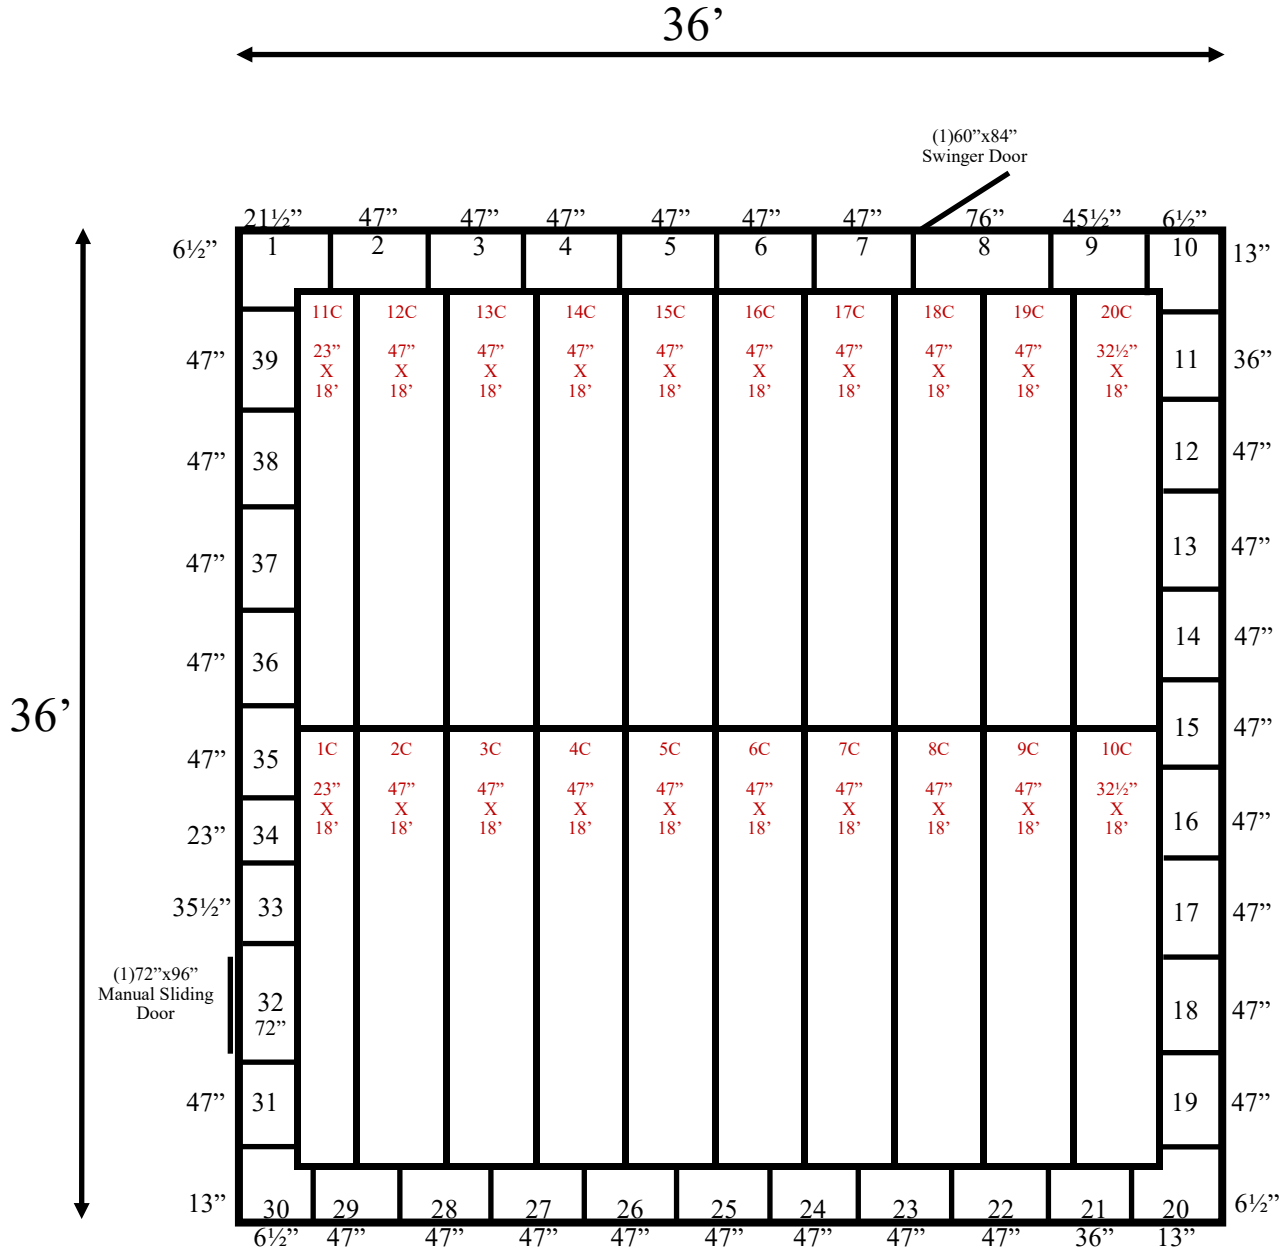 36’
(1)60”x84”
Swinger Door
21½” 47” 47” 47” 47” 47” 47” 76” 45½” 6½”
6½” 1 2 3 4 5 6 7 8 9 10 13”
11C 12C 13C 14C 15C 16C 17C 18C 19C 20C
23” 47” 47” 47” 47” 47” 47” 47” 47” 32½”
X X X X X X X X X X
18’ 18’ 18’ 18’ 18’ 18’ 18’ 18’ 18’ 18’
47” 39 11 36”
47” 38 12 47”
47” 37 13 47”
47” 36 14 47”
36’
15 47”
1C 2C 3C 4C 5C 6C 7C 8C 9C 10C
47” 35
23” 47” 47” 47” 47” 47” 47” 47” 47” 32½”
X X X X X X X X X X
18’ 18’ 18’ 18’ 18’ 18’ 18’ 18’ 18’ 18’
16 47”
23” 34
35½” 33 17 47”
(1)72”x96”
Manual Sliding
Door
32
72”
18 47”
47” 31 19 47”
13” 30 29 28 27 26 25 24 23 22 21 20 6½”
6½” 47” 47” 47” 47” 47” 47” 47” 47” 36” 13”